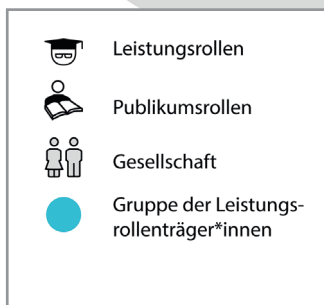 Leistungsrollen
Publikumsrollen
Gesellschaft
Gruppe der Leistungs-
rollenträger*innen